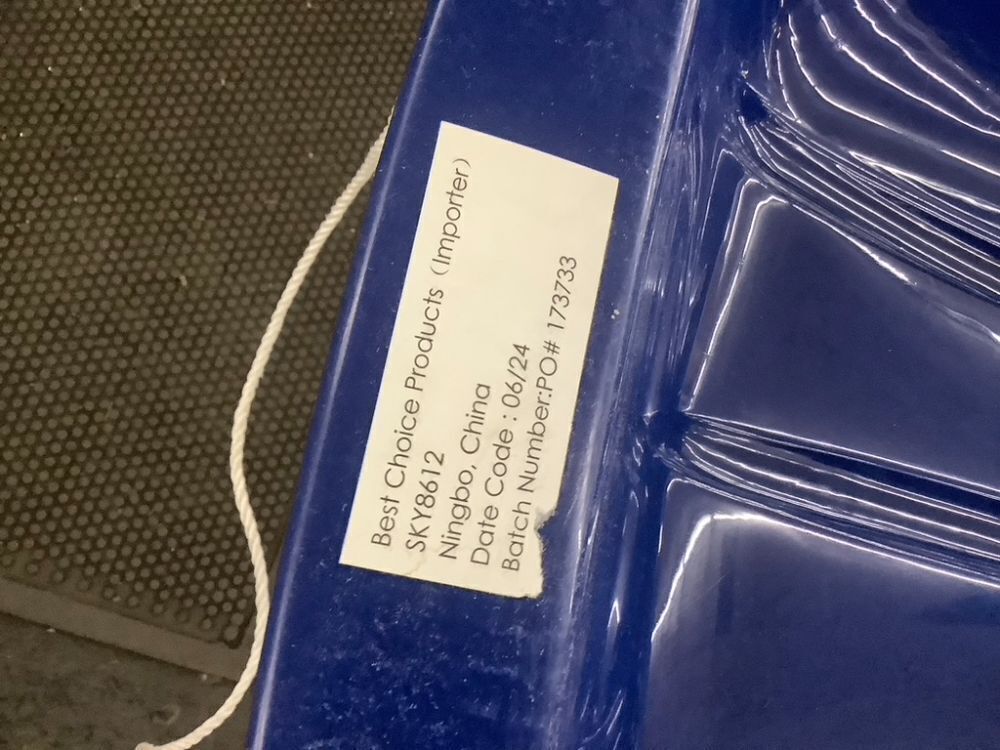 Best Choice Products (Importer)
SKY8612
Ningbo, China
Date Code : 06/24
Batch Number:PO# 173733